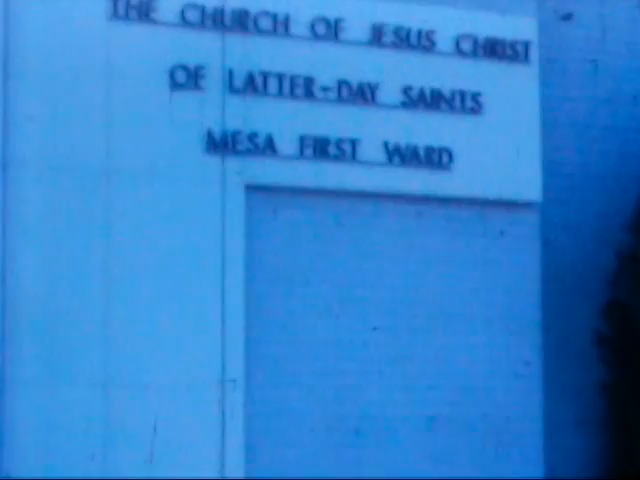 THE CHURCH OF JESUS CHRIST
OF LATTER-DAY SAINTS
MESA FIRST WARD